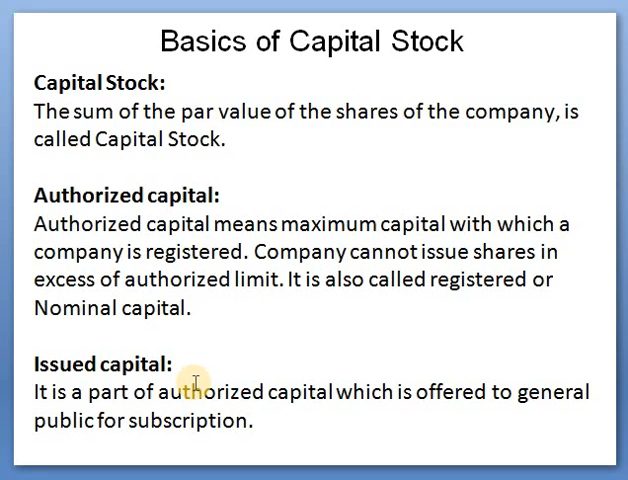 Basics of Capital Stock
Capital Stock:
The sum of the par value of the shares of the company, is
called Capital Stock.
Authorized capital:
Authorized capital means maximum capital with which a
company is registered. Company cannot issue shares in
excess of authorized limit. It is also called registered or
Nominal capital.
Issued capital:
It is a part of authorized capital which is offered to general
public for subscription.